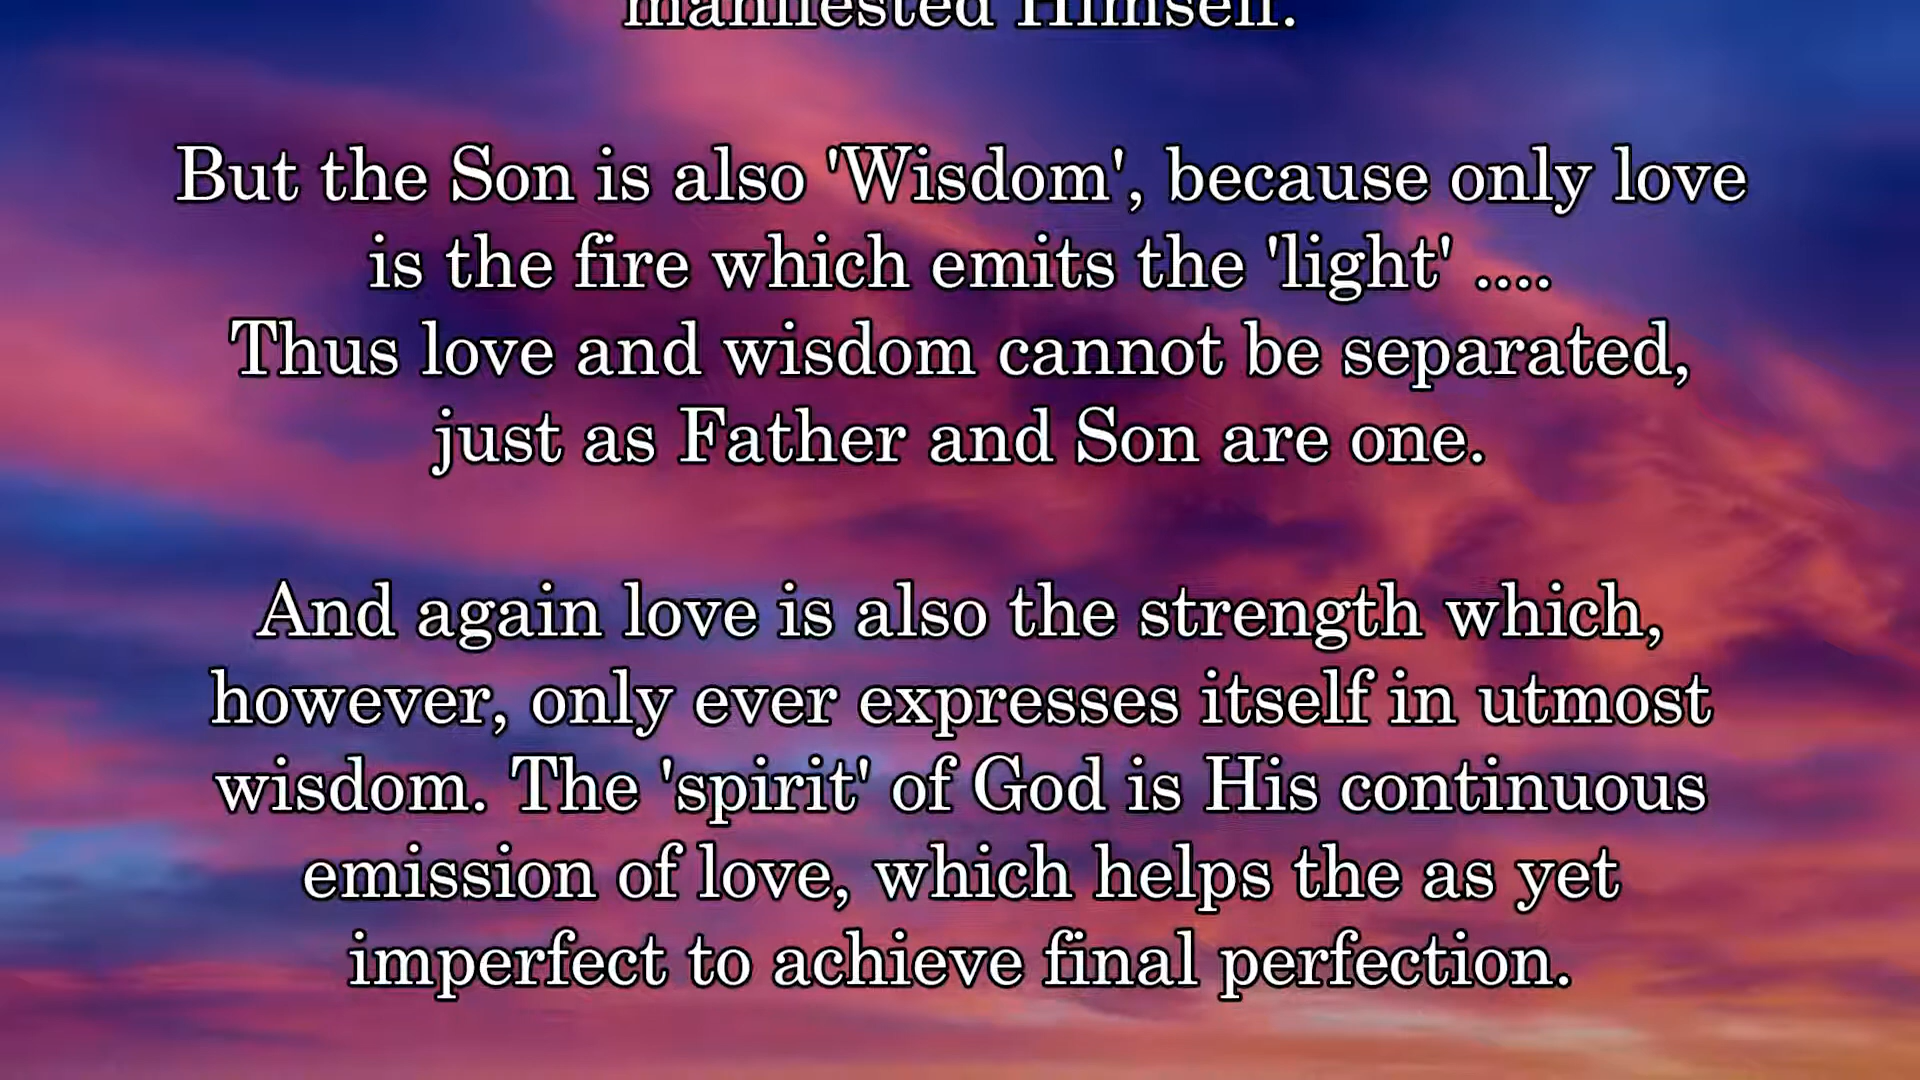 manifested Himself.
But the Son is also 'Wisdom', because only love
is the fire which emits the 'light' ....
Thus love and wisdom cannot be separated,
just as Father and Son are one.
And again love is also the strength which,
however, only ever expresses itself in utmost
wisdom. The 'spirit' of God is His continuous
emission of love, which helps the as yet
imperfect to achieve final perfection.